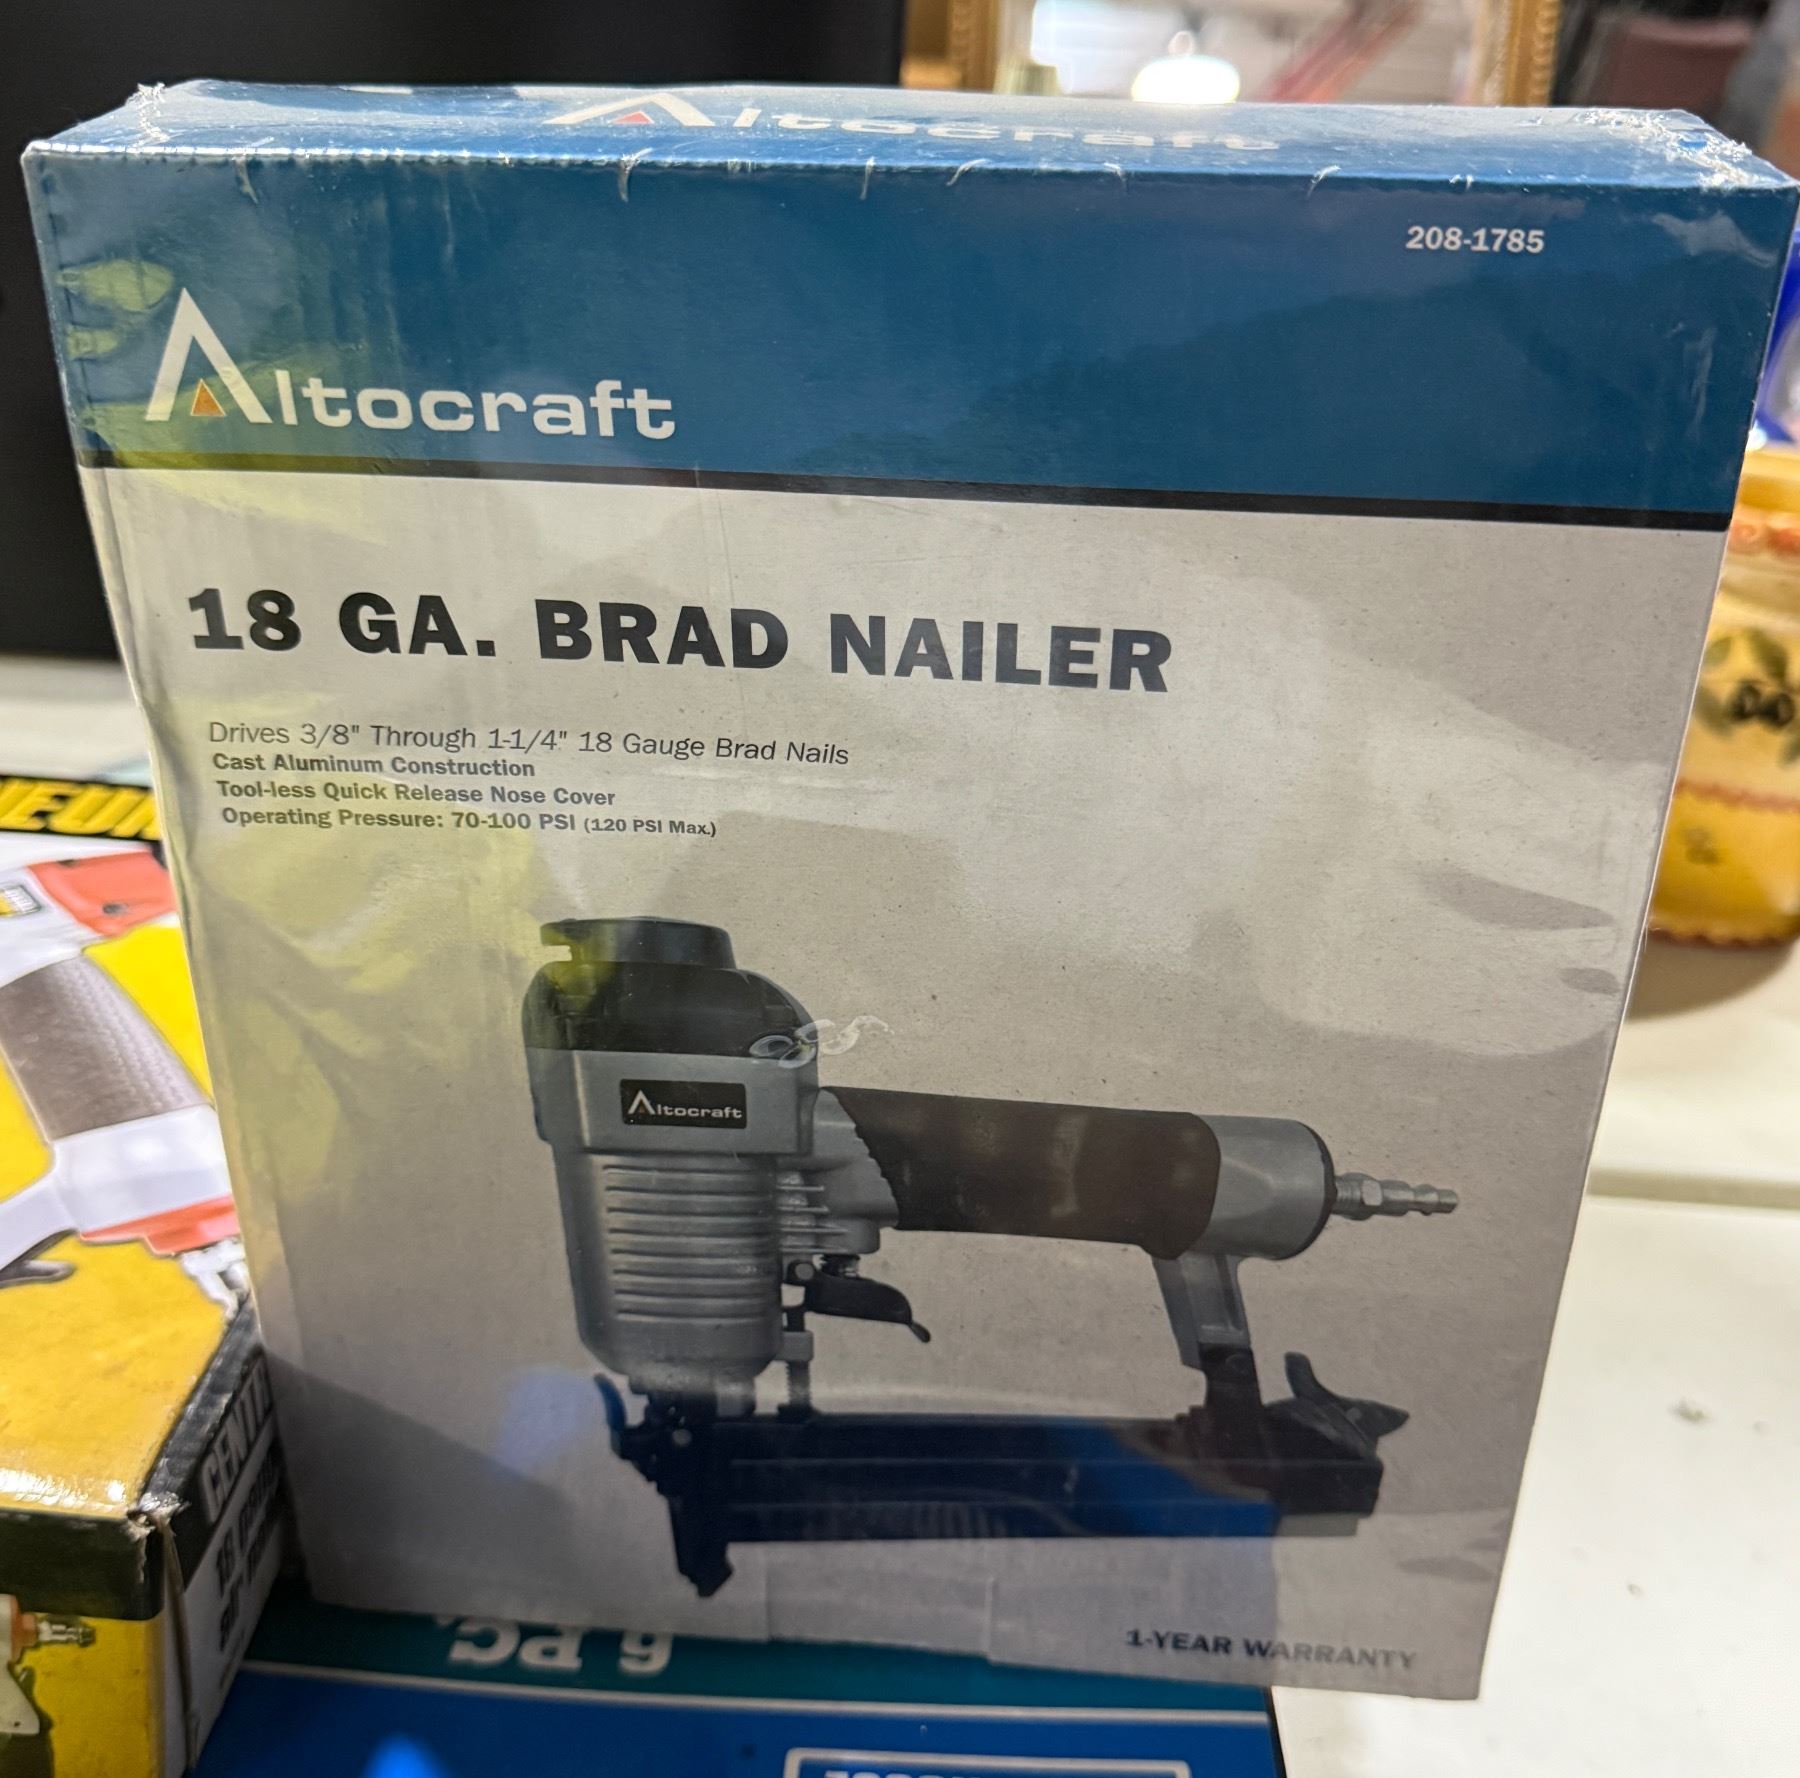 Altocraft
208-1785
Altocraft
18 GA. BRAD NAILER
Drives 3/8" Through 1-1/4" 18 Gauge Brad Nails
Cast Aluminum Construction
Tool-less Quick Release Nose Cover
Operating Pressure: 70-100 PSI (120 PSI Max.)
Altocraft
1-YEAR WARRANTY
6 PC